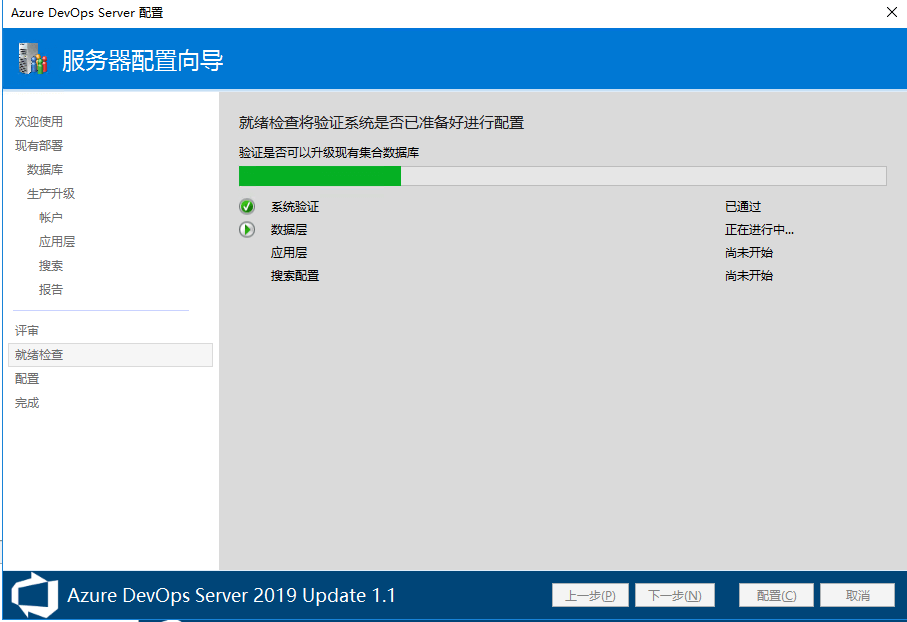 Azure DevOps Server 配置
服务器配置向导
欢迎使用
现有部署
数据库
生产升级
帐户
应用层
搜索
报告
评审
就绪检查
配置
完成
就绪检查将验证系统是否已准备好进行配置
验证是否可以升级现有集合数据库
系统验证 已通过
数据层 正在进行中...
应用层 尚未开始
搜索配置 尚未开始
Azure DevOps Server 2019 Update 1.1
上一步(P) 下一步(N) 配置(C) 取消